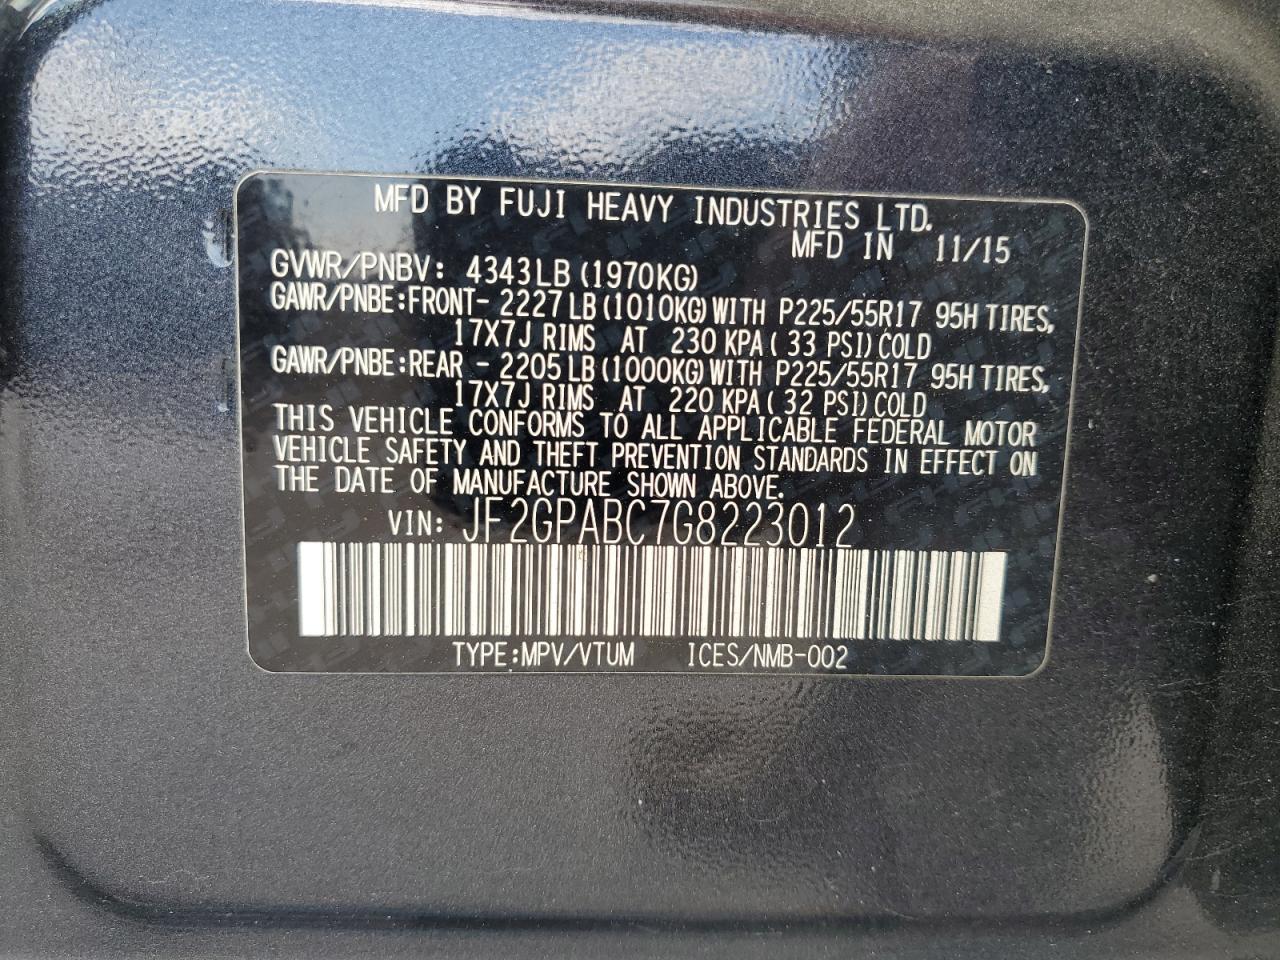 MFD BY FUJI HEAVY INDUSTRIES LTD.
MFD IN 11/15
GVWR/PNBV: 4343LB (1970KG)
GAWR/PNBE:FRONT- 2227 LB (1010KG) WITH P225/55R17 95H TIRES,
17X7J RIMS AT 230 KPA ( 33 PSI) COLD
GAWR/PNBE:REAR - 2205 LB (1000KG) WITH P225/55R17 95H TIRES,
17X7J RIMS AT 220 KPA ( 32 PSI) COLD
THIS VEHICLE CONFORMS TO ALL APPLICABLE FEDERAL MOTOR
VEHICLE SAFETY AND THEFT PREVENTION STANDARDS IN EFFECT ON
THE DATE OF MANUFACTURE SHOWN ABOVE.
VIN: JF2GPABC7G8223012
TYPE:MPV/VTUM ICES/NMB-002